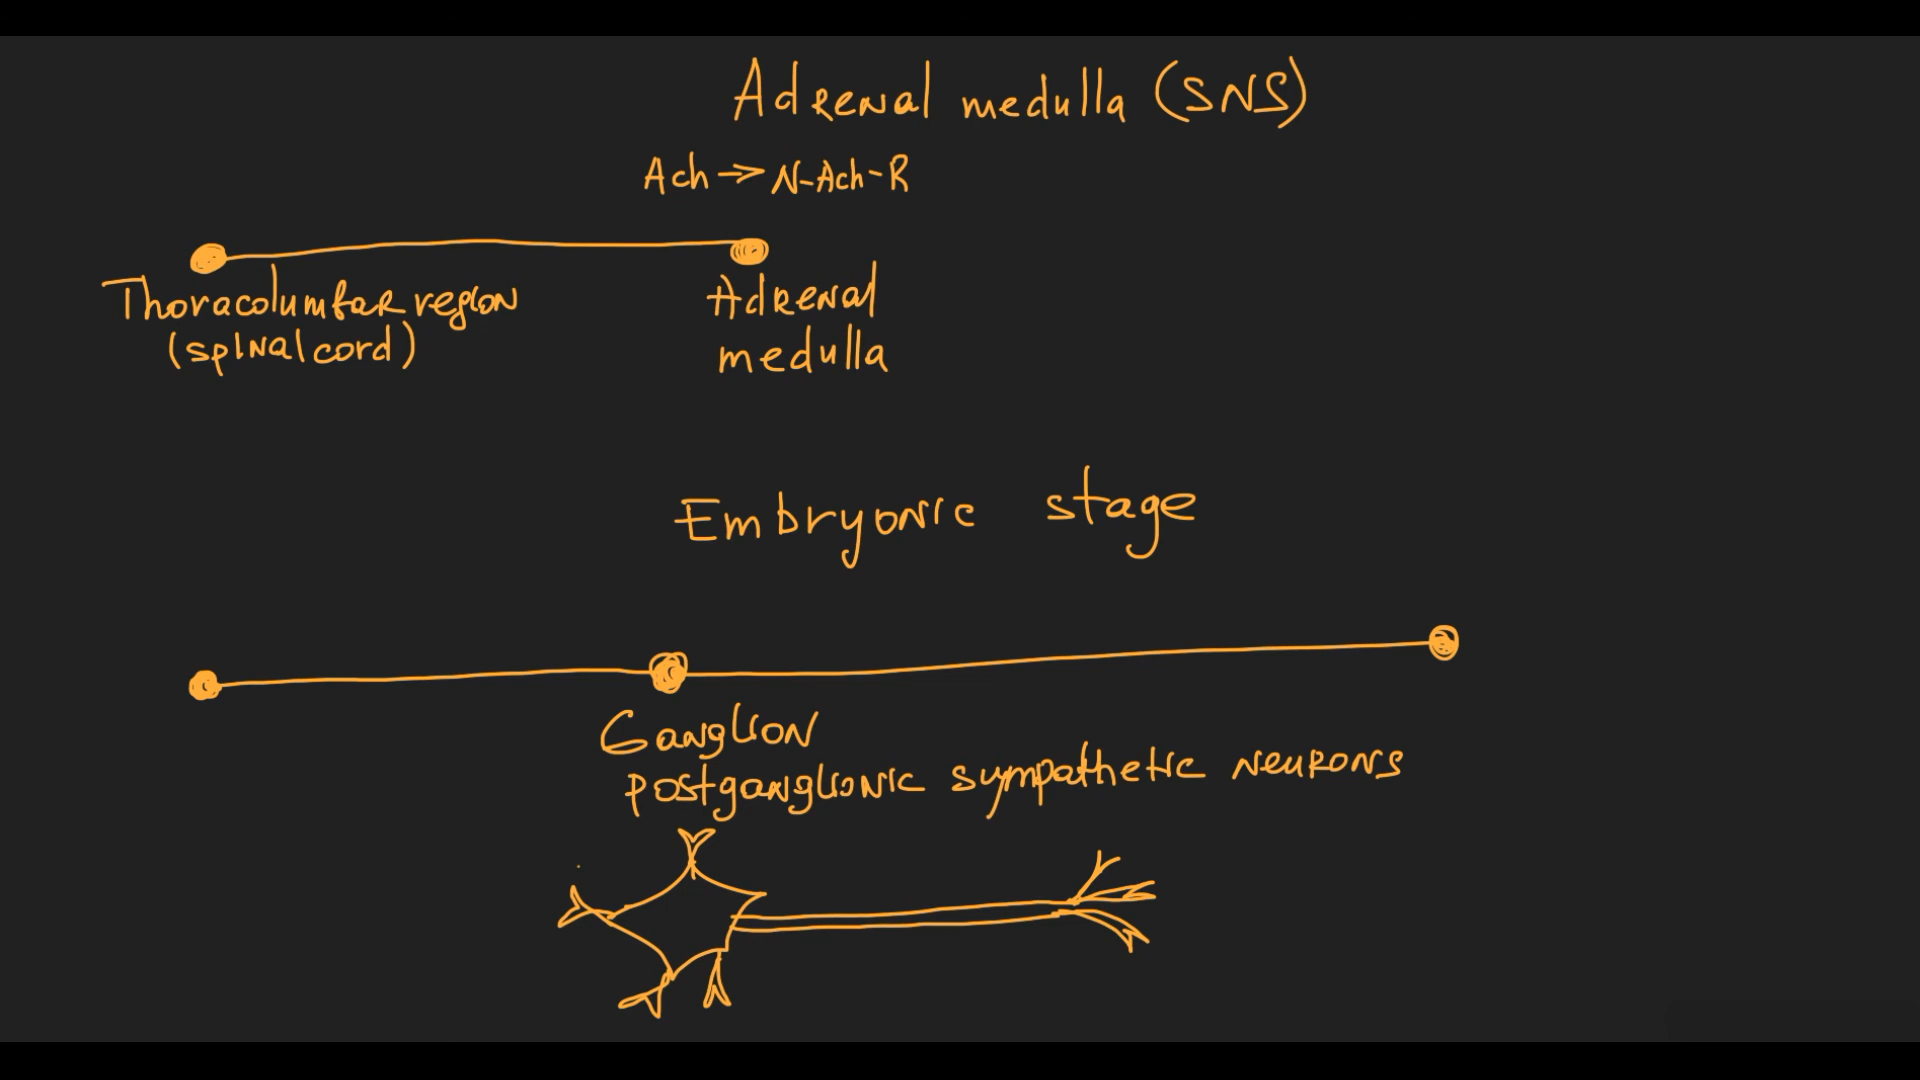 Adrenal medulla (SNS)
Ach → N-Ach-R
Thoracolumbar region
(spinal cord)
Adrenal
medulla
Embryonic stage
Ganglion
postganglionic sympathetic neurons